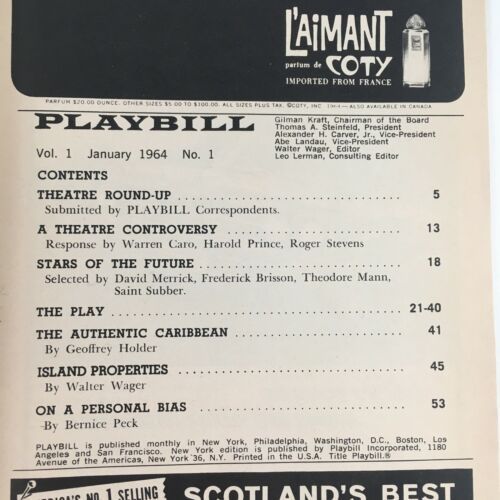 L'AIMANT
parfum de COTY
IMPORTED FROM FRANCE
PARFUM $20.00 OUNCE. OTHER SIZES $5.00 TO $100.00. ALL SIZES PLUS TAX. ©COTY, INC. 1964 — ALSO AVAILABLE IN CANADA
PLAYBILL
Vol. 1 January 1964 No. 1
Gilman Kraft, Chairman of the Board
Thomas A. Steinfeld, President
Alexander H. Carver, Jr., Vice-President
Abe Landau, Vice-President
Walter Wager, Editor
Leo Lerman, Consulting Editor
CONTENTS
THEATRE ROUND-UP 5
Submitted by PLAYBILL Correspondents.
A THEATRE CONTROVERSY 13
Response by Warren Caro, Harold Prince, Roger Stevens
STARS OF THE FUTURE 18
Selected by David Merrick, Frederick Brisson, Theodore Mann,
Saint Subber.
THE PLAY 21-40
THE AUTHENTIC CARIBBEAN 41
By Geoffrey Holder
ISLAND PROPERTIES 45
By Walter Wager
ON A PERSONAL BIAS 53
By Bernice Peck
PLAYBILL is published monthly in New York, Philadelphia, Washington, D.C., Boston, Los
Angeles and San Francisco. New York edition is published by Playbill Incorporated, 1180
Avenue of the Americas, New York 36, N.Y. Printed in the U.S.A. Title Playbill.®
NO. 1 SELLING
SCOTLAND'S BEST